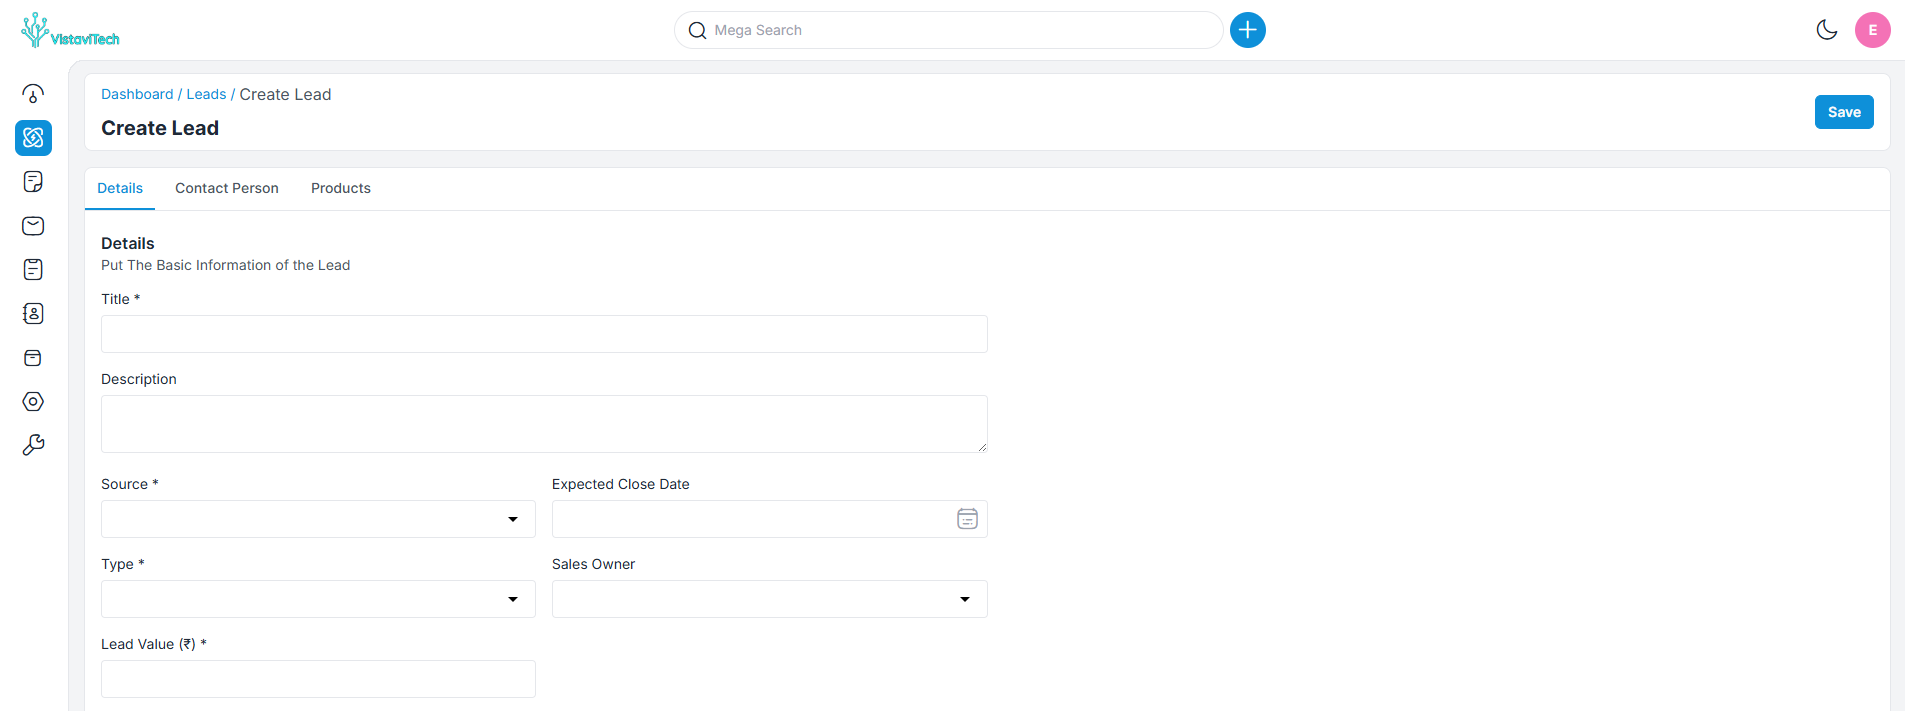 VistaviTech
Mega Search
E
Dashboard / Leads / Create Lead
Create Lead
Save
Details
Contact Person
Products
Details
Put The Basic Information of the Lead
Title *
Description
Source *
Expected Close Date
Type *
Sales Owner
Lead Value (₹) *